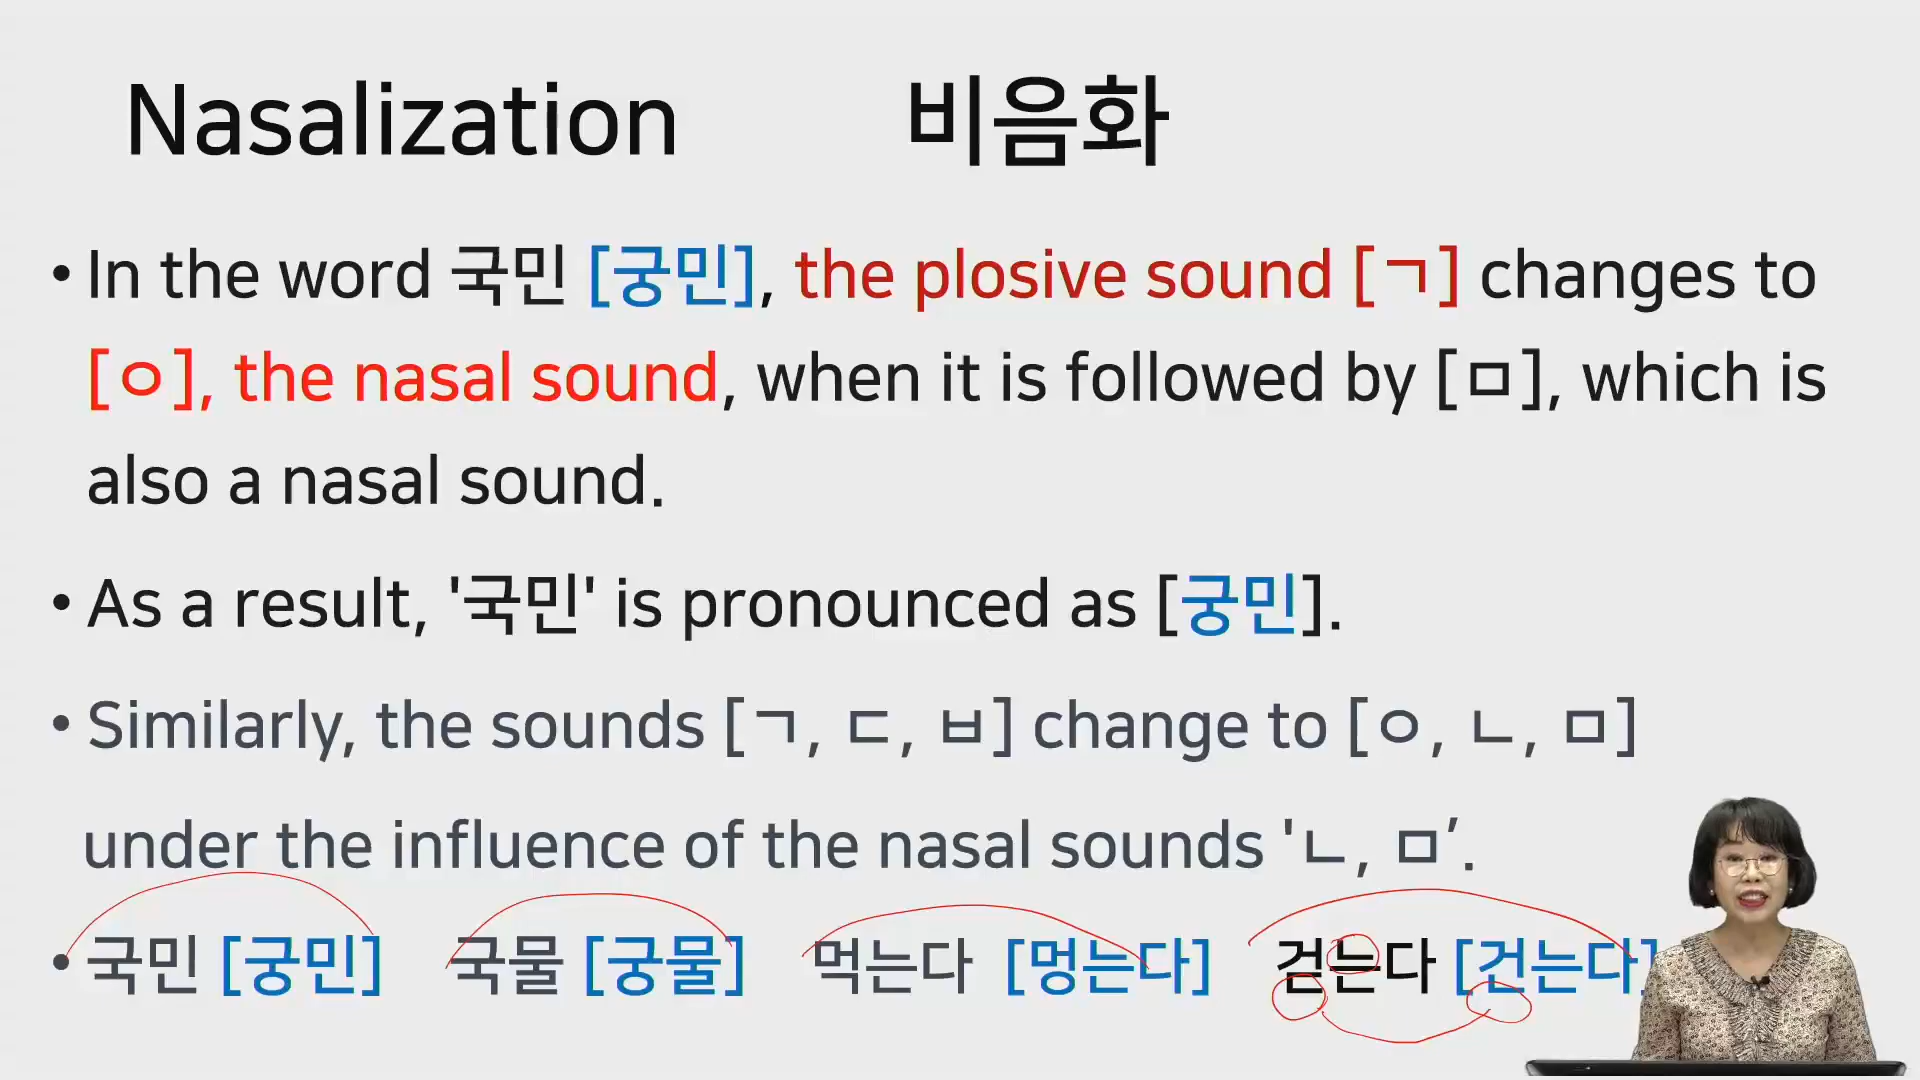 Nasalization 비음화
• In the word 국민 [궁민], the plosive sound [ㄱ] changes to
[ㅇ], the nasal sound, when it is followed by [ㅁ], which is
also a nasal sound.
• As a result, '국민' is pronounced as [궁민].
• Similarly, the sounds [ㄱ, ㄷ, ㅂ] change to [ㅇ, ㄴ, ㅁ]
under the influence of the nasal sounds 'ㄴ, ㅁ’.
• 국민 [궁민] 국물 [궁물] 먹는다 [멍는다] 걷는다 [건는다]